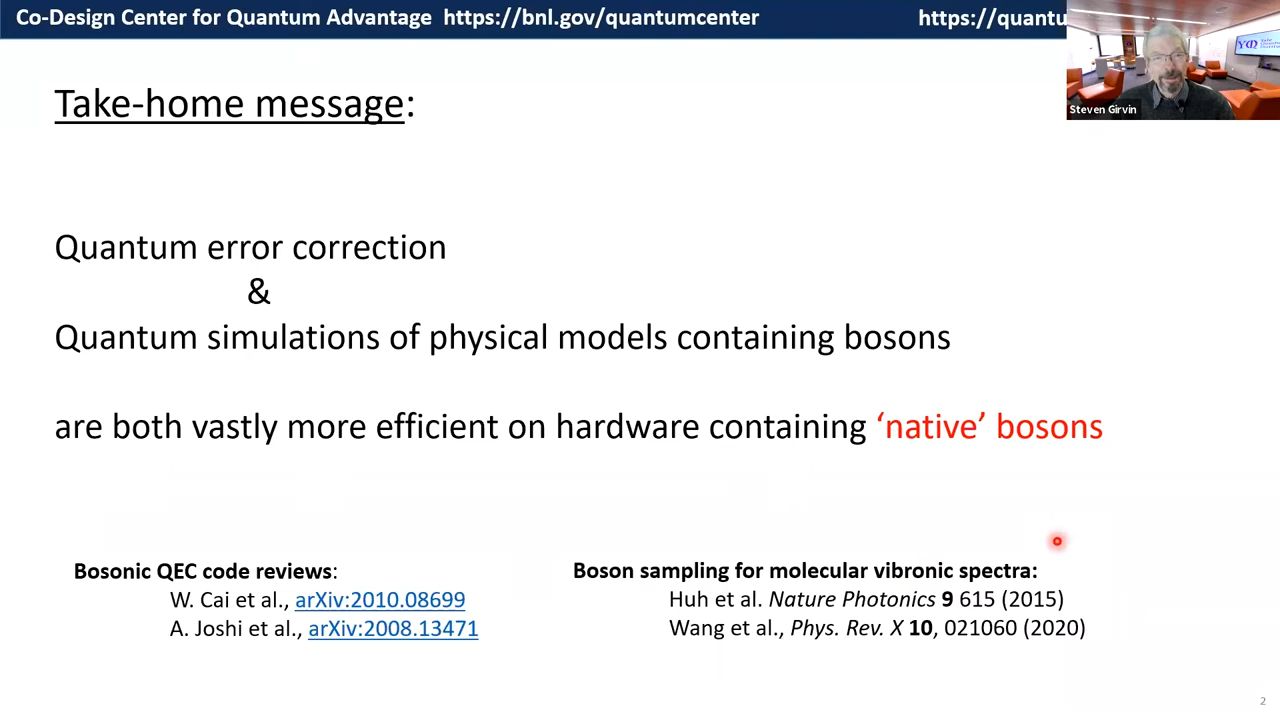 Co-Design Center for Quantum Advantage https://bnl.gov/quantumcenter https://quantu
Steven Girvin
Take-home message:
Quantum error correction
&
Quantum simulations of physical models containing bosons
are both vastly more efficient on hardware containing ‘native’ bosons
Bosonic QEC code reviews:
W. Cai et al., arXiv:2010.08699
A. Joshi et al., arXiv:2008.13471
Boson sampling for molecular vibronic spectra:
Huh et al. Nature Photonics 9 615 (2015)
Wang et al., Phys. Rev. X 10, 021060 (2020)
2